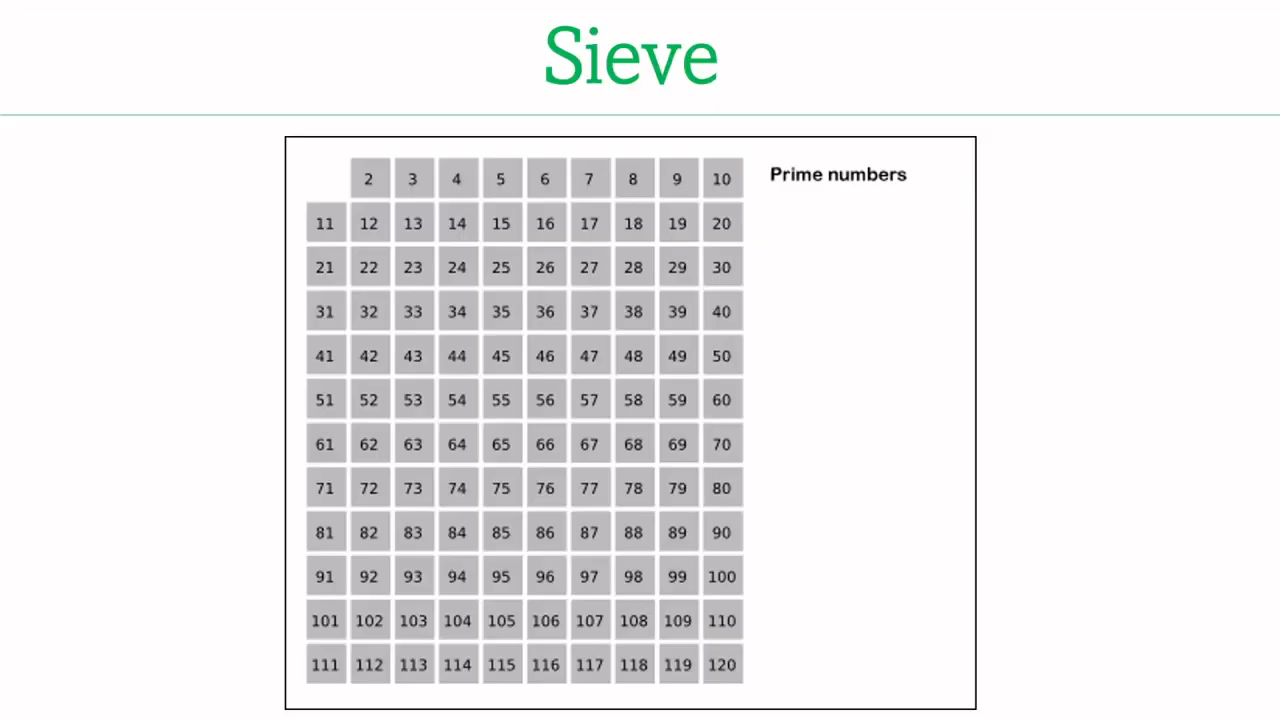 Sieve
Prime numbers
2 3 4 5 6 7 8 9 10
11 12 13 14 15 16 17 18 19 20
21 22 23 24 25 26 27 28 29 30
31 32 33 34 35 36 37 38 39 40
41 42 43 44 45 46 47 48 49 50
51 52 53 54 55 56 57 58 59 60
61 62 63 64 65 66 67 68 69 70
71 72 73 74 75 76 77 78 79 80
81 82 83 84 85 86 87 88 89 90
91 92 93 94 95 96 97 98 99 100
101 102 103 104 105 106 107 108 109 110
111 112 113 114 115 116 117 118 119 120